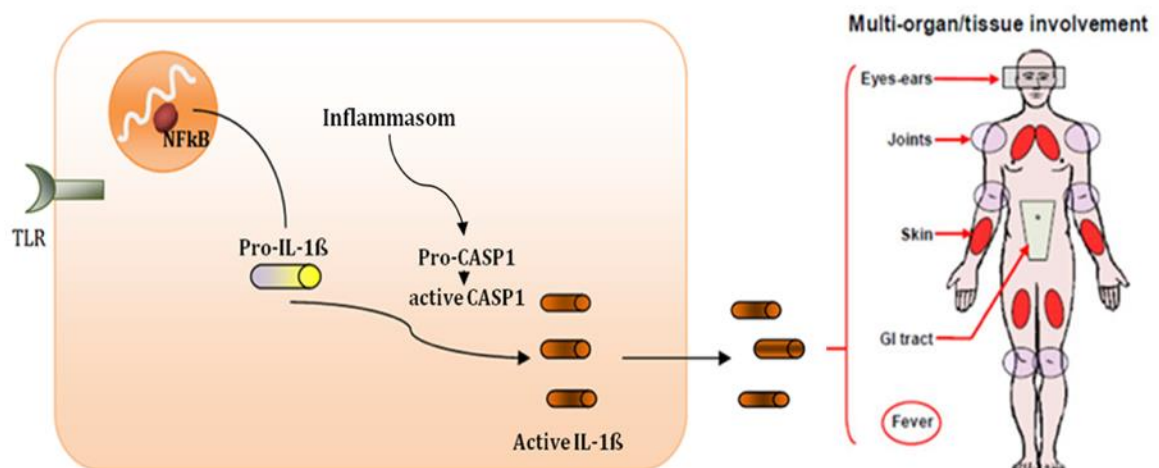 Multi-organ/tissue involvement
Eyes-ears
Joints
Skin
GI tract
Fever
NFkB
Inflammasom
TLR
Pro-IL-1ß
Pro-CASP1
active CASP1
Active IL-1ß